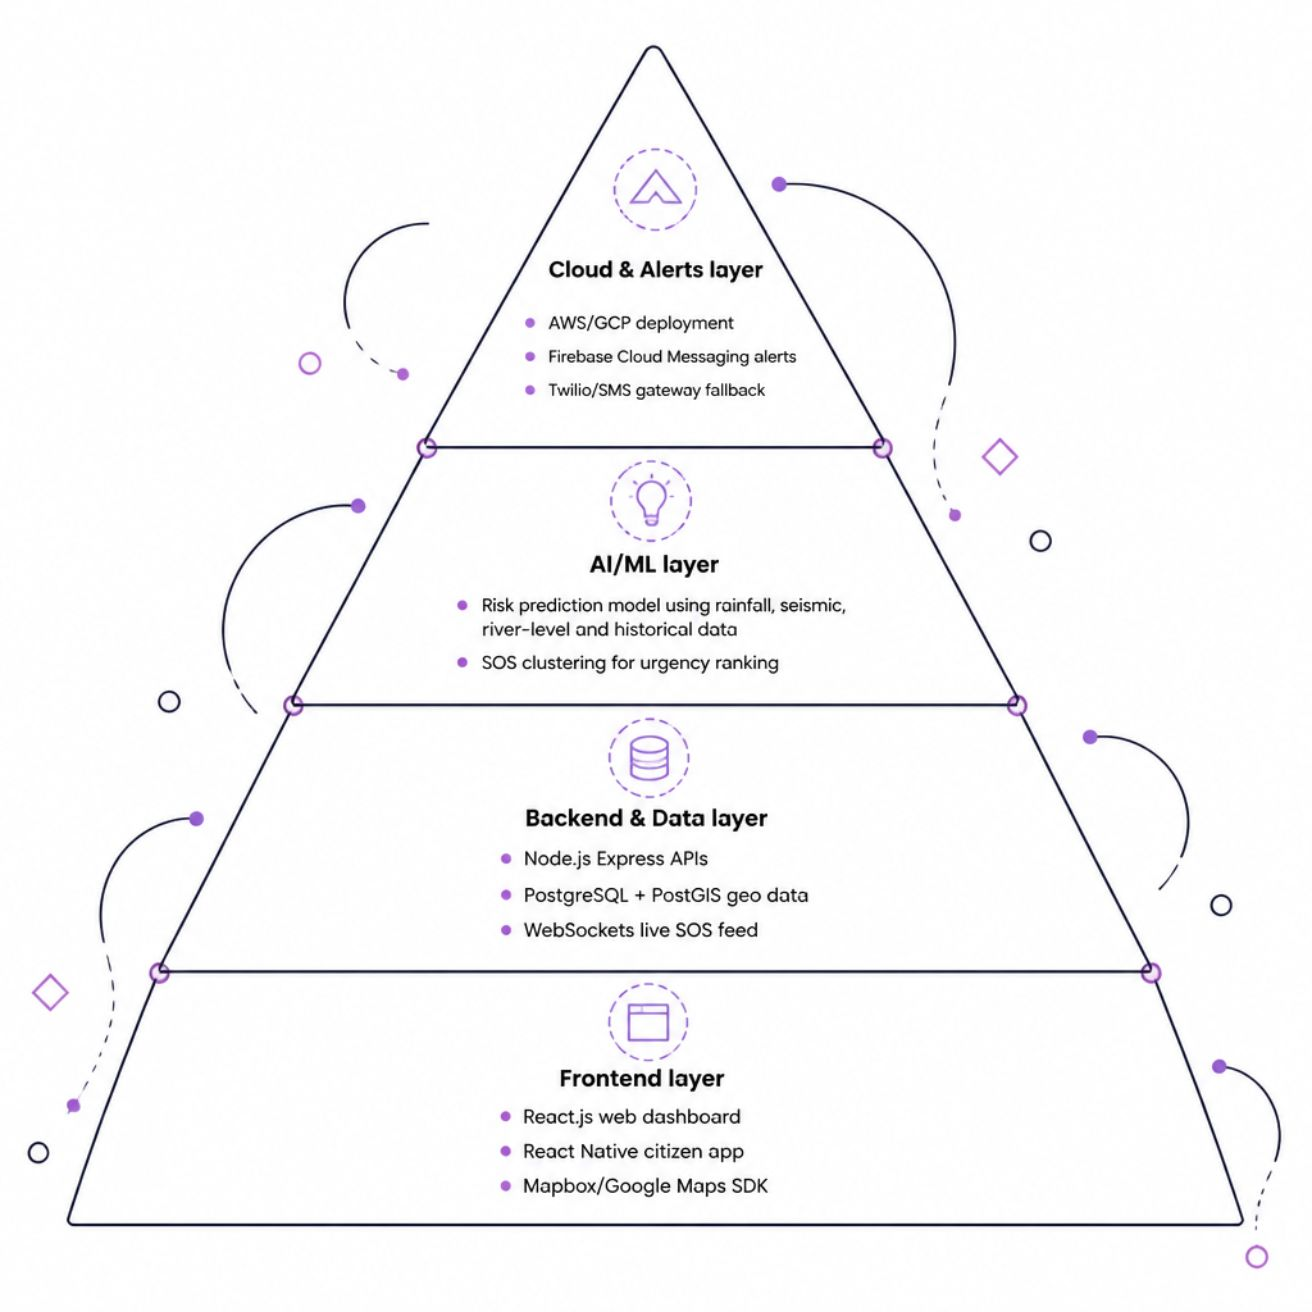 Cloud & Alerts layer
AWS/GCP deployment
Firebase Cloud Messaging alerts
Twilio/SMS gateway fallback
AI/ML layer
Risk prediction model using rainfall, seismic,
river-level and historical data
SOS clustering for urgency ranking
Backend & Data layer
Node.js Express APIs
PostgreSQL + PostGIS geo data
WebSockets live SOS feed
Frontend layer
React.js web dashboard
React Native citizen app
Mapbox/Google Maps SDK